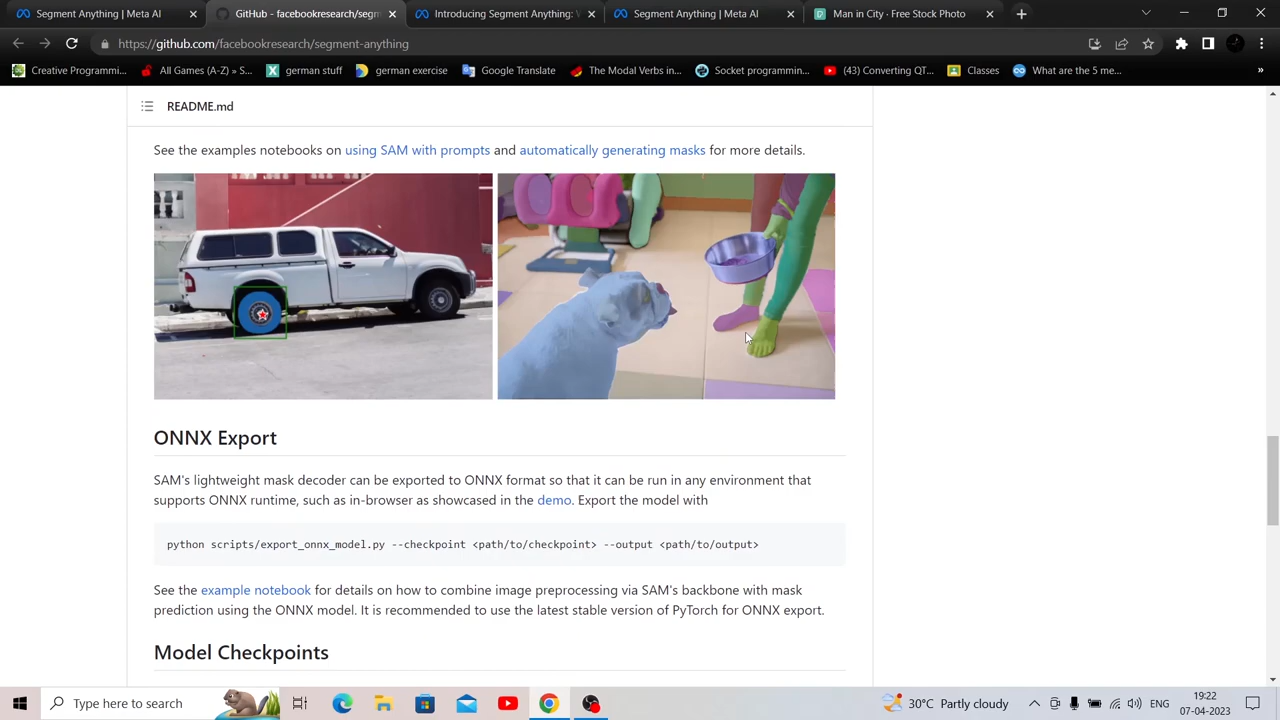 Segment Anything | Meta AI
GitHub - facebookresearch/segm
Introducing Segment Anything: V
Segment Anything | Meta AI
Man in City · Free Stock Photo
https://github.com/facebookresearch/segment-anything
Creative Programmi...
All Games (A-Z) » S...
german stuff
german exercise
Google Translate
The Modal Verbs in...
Socket programmin...
(43) Converting QT...
Classes
What are the 5 me...
»
README.md
See the examples notebooks on using SAM with prompts and automatically generating masks for more details.
ONNX Export
SAM's lightweight mask decoder can be exported to ONNX format so that it can be run in any environment that
supports ONNX runtime, such as in-browser as showcased in the demo. Export the model with
python scripts/export_onnx_model.py --checkpoint <path/to/checkpoint> --output <path/to/output>
See the example notebook for details on how to combine image preprocessing via SAM's backbone with mask
prediction using the ONNX model. It is recommended to use the latest stable version of PyTorch for ONNX export.
Model Checkpoints
Type here to search
30°C Partly cloudy
ENG
19:22
07-04-2023